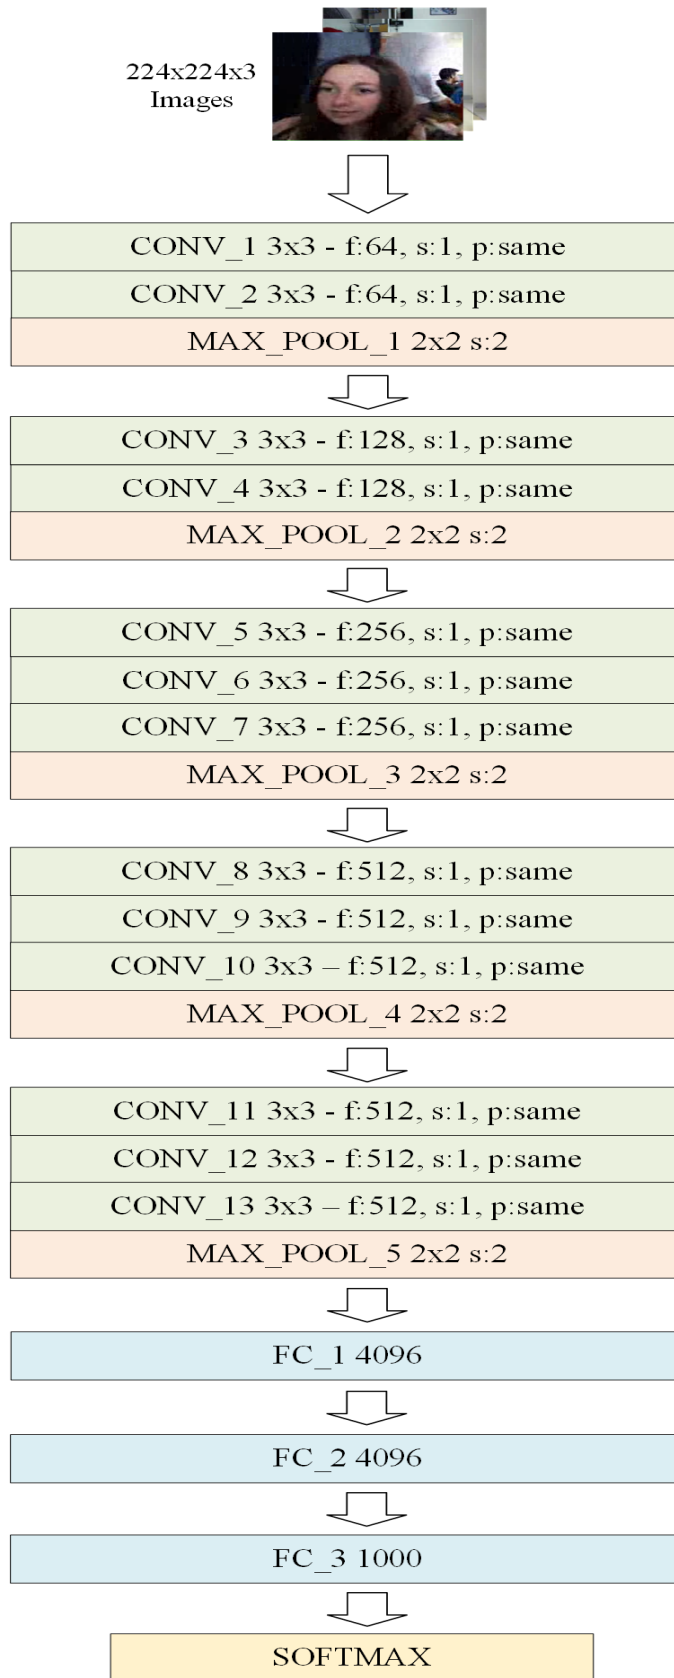 224x224x3
Images
CONV_1 3x3 - f:64, s:1, p:same
CONV_2 3x3 - f:64, s:1, p:same
MAX_POOL_1 2x2 s:2
CONV_3 3x3 - f:128, s:1, p:same
CONV_4 3x3 - f:128, s:1, p:same
MAX_POOL_2 2x2 s:2
CONV_5 3x3 - f:256, s:1, p:same
CONV_6 3x3 - f:256, s:1, p:same
CONV_7 3x3 - f:256, s:1, p:same
MAX_POOL_3 2x2 s:2
CONV_8 3x3 - f:512, s:1, p:same
CONV_9 3x3 - f:512, s:1, p:same
CONV_10 3x3 – f:512, s:1, p:same
MAX_POOL_4 2x2 s:2
CONV_11 3x3 - f:512, s:1, p:same
CONV_12 3x3 - f:512, s:1, p:same
CONV_13 3x3 – f:512, s:1, p:same
MAX_POOL_5 2x2 s:2
FC_1 4096
FC_2 4096
FC_3 1000
SOFTMAX